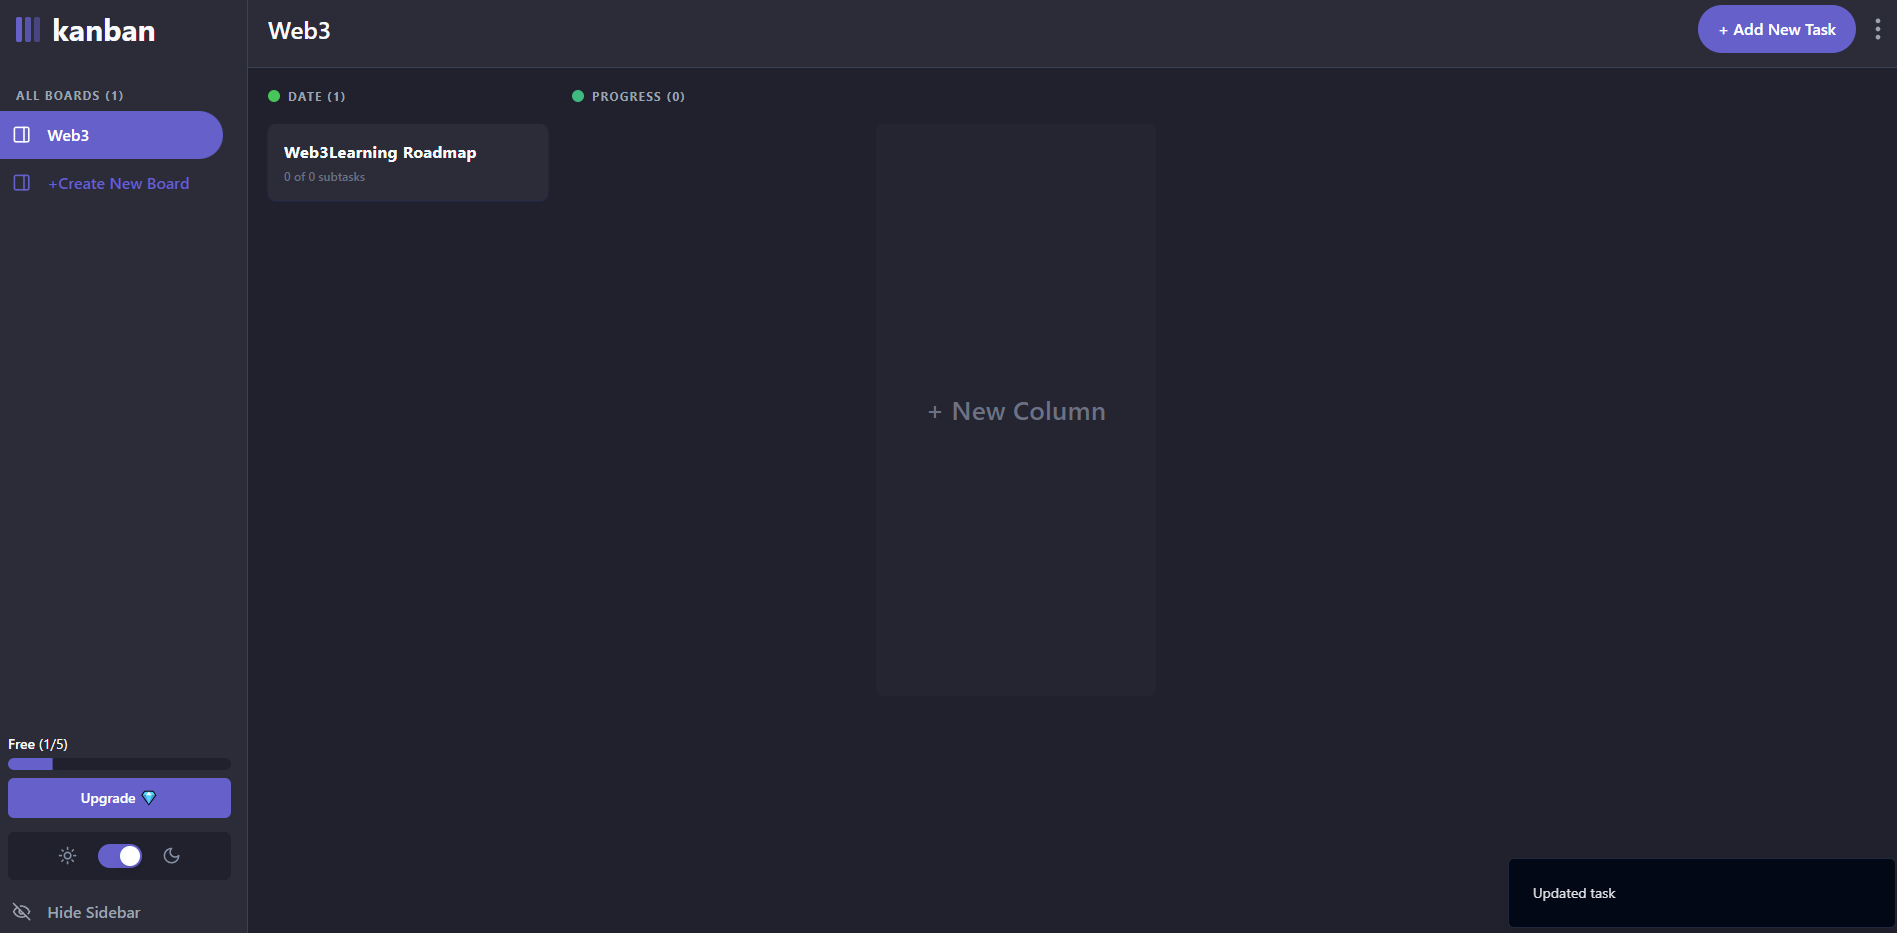 kanban
Web3
+ Add New Task
ALL BOARDS (1)
Web3
+Create New Board
DATE (1)
PROGRESS (0)
Web3Learning Roadmap
0 of 0 subtasks
+ New Column
Free (1/5)
Upgrade
Hide Sidebar
Updated task